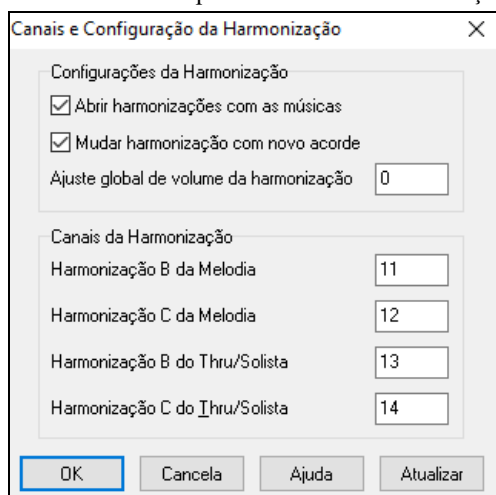 Canais e Configuração da Harmonização
Configurações da Harmonização
Abrir harmonizações com as músicas
Mudar harmonização com novo acorde
Ajuste global de volume da harmonização 0
Canais da Harmonização
Harmonização B da Melodia 11
Harmonização C da Melodia 12
Harmonização B do Thru/Solista 13
Harmonização C do Thru/Solista 14
OK Cancela Ajuda Atualizar